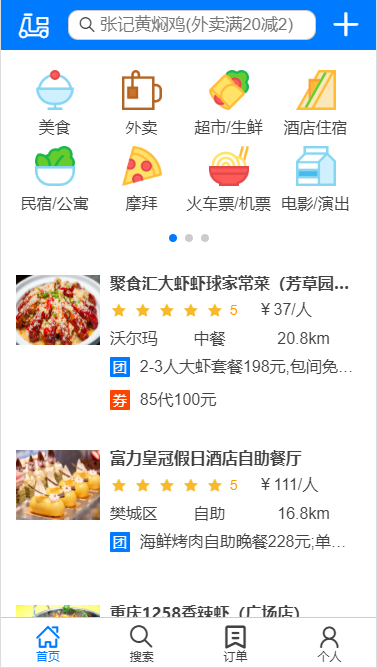 张记黄焖鸡(外卖满20减2)
美食 外卖 超市/生鲜 酒店住宿
民宿/公寓 摩拜 火车票/机票 电影/演出
聚食汇大虾虾球家常菜（芳草园...
5 ¥37/人
沃尔玛 中餐 20.8km
团 2-3人大虾套餐198元,包间免...
券 85代100元
富力皇冠假日酒店自助餐厅
5 ¥111/人
樊城区 自助 16.8km
团 海鲜烤肉自助晚餐228元;单...
重庆1258香辣虾（广场店）
首页 搜索 订单 个人